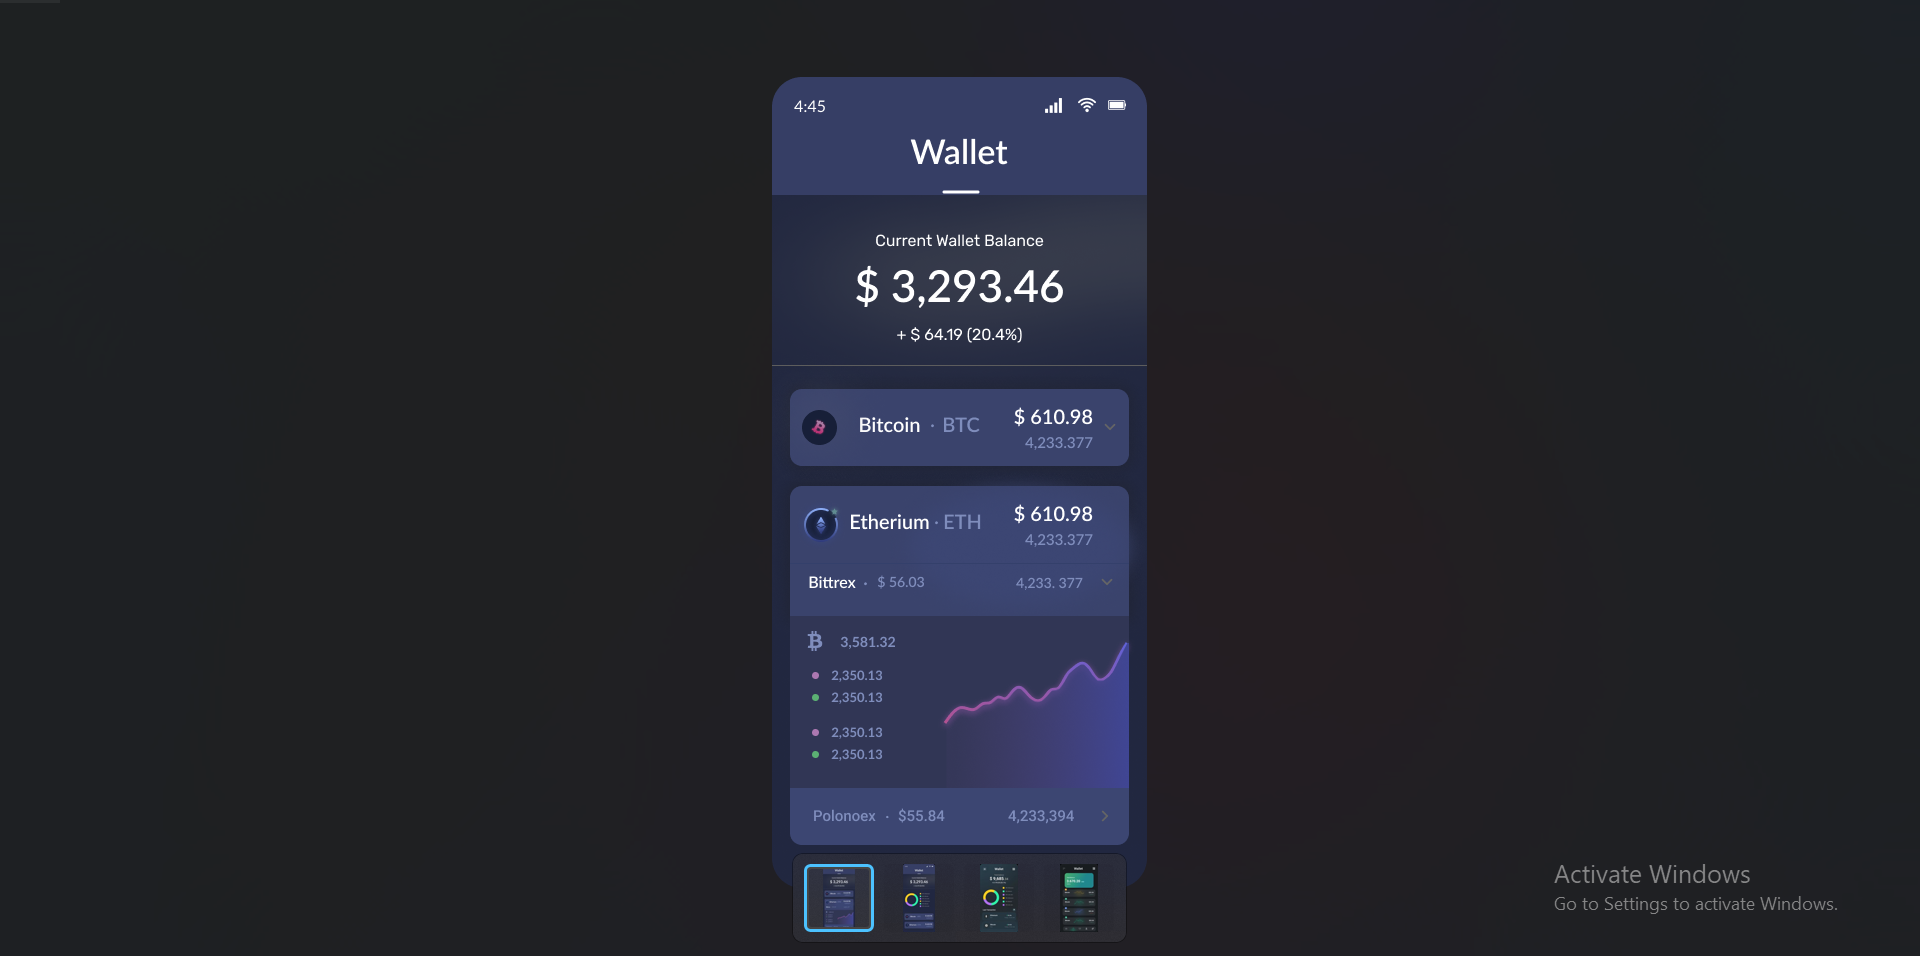 4:45
Wallet
Current Wallet Balance
$ 3,293.46
+ $ 64.19 (20.4%)
Bitcoin · BTC $ 610.98
4,233.377
Etherium · ETH $ 610.98
4,233.377
Bittrex · $ 56.03 4,233. 377
3,581.32
2,350.13
2,350.13
2,350.13
2,350.13
Polonoex · $55.84 4,233,394
Activate Windows
Go to Settings to activate Windows.